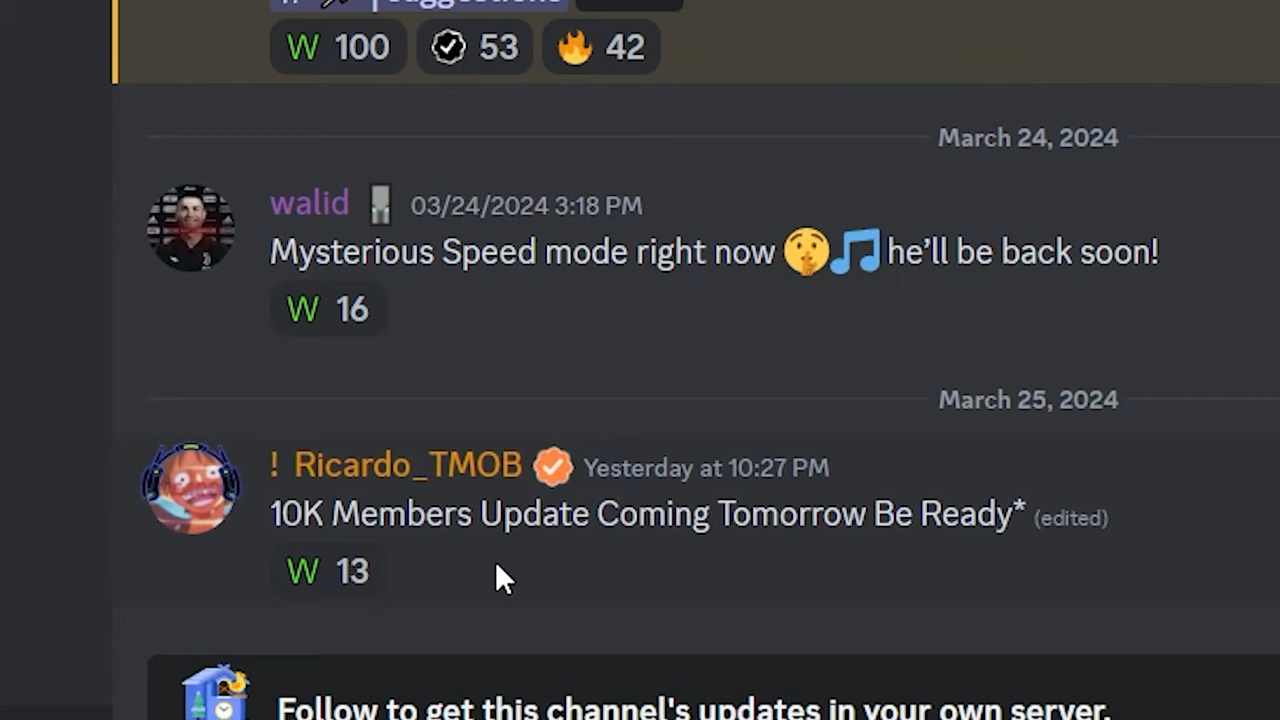 suggestions
W 100 53 42
March 24, 2024
walid 03/24/2024 3:18 PM
Mysterious Speed mode right now 🤫🎵 he’ll be back soon!
W 16
March 25, 2024
! Ricardo_TMOB Yesterday at 10:27 PM
10K Members Update Coming Tomorrow Be Ready* (edited)
W 13
Follow to get this channel's updates in your own server.